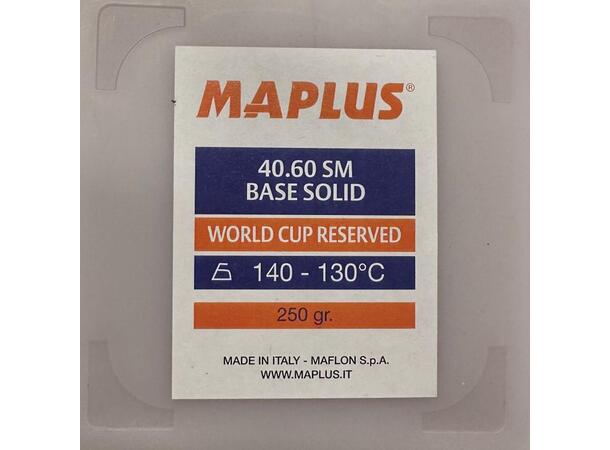 MAPLUS®
40.60 SM
BASE SOLID
WORLD CUP RESERVED
140 - 130°C
250 gr.
MADE IN ITALY - MAFLON S.p.A.
WWW.MAPLUS.IT